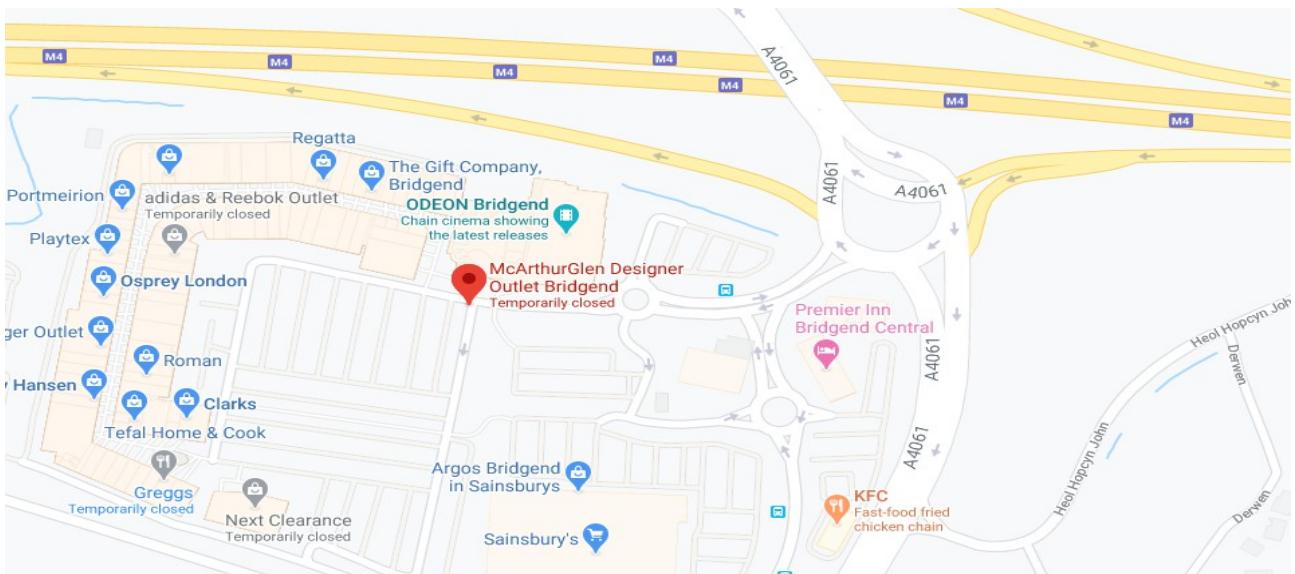 A4061
M4
M4
M4
M4
M4
M4
M4
Regatta
The Gift Company,
Bridgend
A4061
A4061
Portmeirion
adidas & Reebok Outlet
Temporarily closed
ODEON Bridgend
Chain cinema showing
the latest releases
Playtex
McArthurGlen Designer
Outlet Bridgend
Temporarily closed
Osprey London
Premier Inn
Bridgend Central
ger Outlet
Roman
Heol Hopcyn John
Derwen
A4061
y Hansen
Clarks
Tefal Home & Cook
A4061
Heol Hopcyn John
Argos Bridgend
in Sainsburys
Greggs
Temporarily closed
KFC
Fast-food fried
chicken chain
Derwen
Next Clearance
Temporarily closed
Sainsbury's